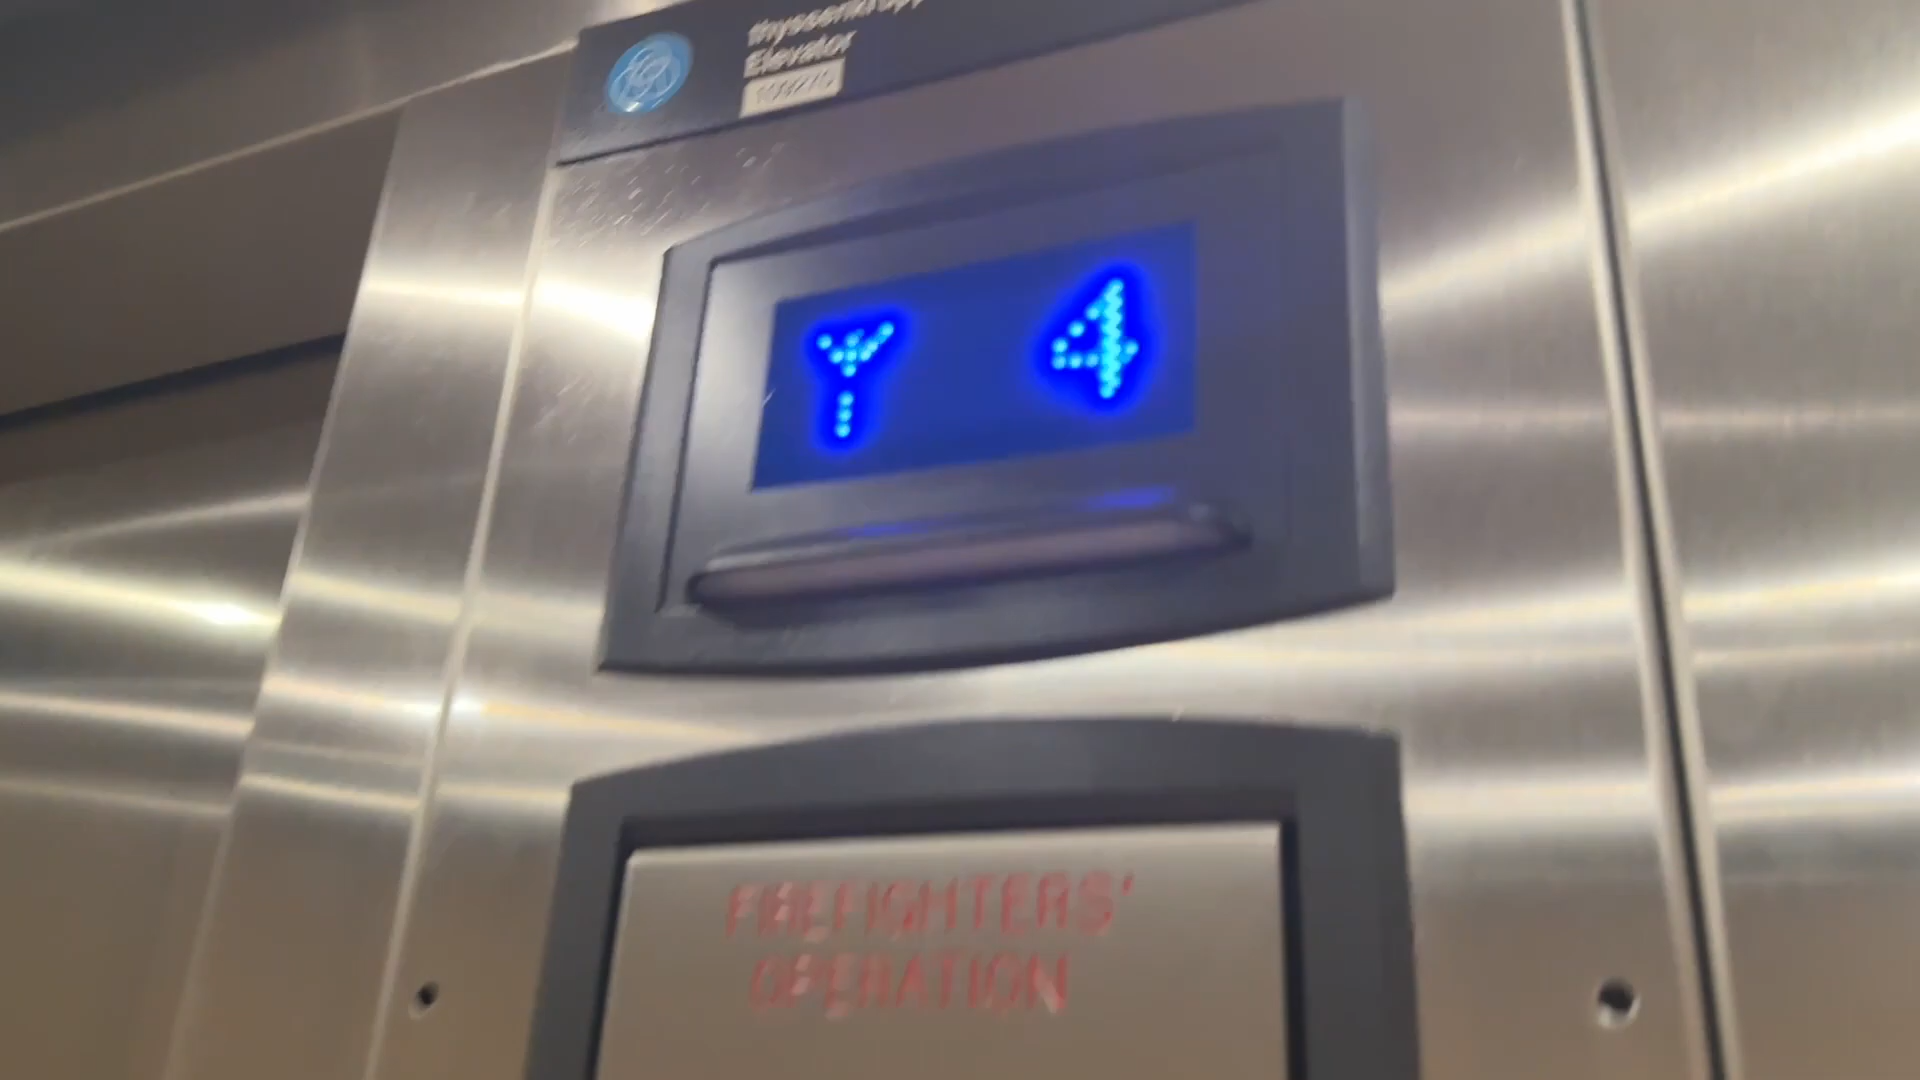 thyssenkrupp
Elevator
4
FIREFIGHTERS'
OPERATION